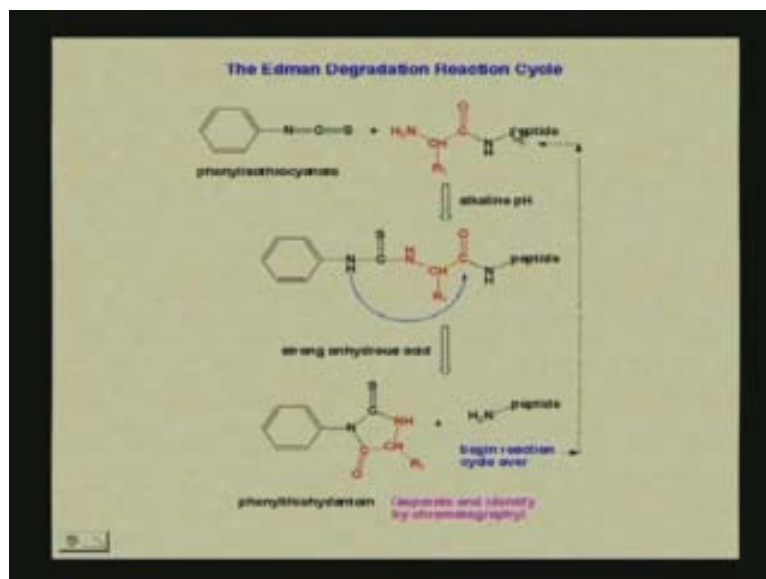 The Edman Degradation Reaction Cycle
N=C=S + H₂N CH C O N H peptide
R₁
phenylisothiocyanate
alkaline pH
S O
N H C N H CH C N H peptide
R₁
strong anhydrous acid
S
N C NH CH C O R₁ + H₂N peptide
begin reaction
cycle over
phenylthiohydantoin (separate and identify
by chromatography)